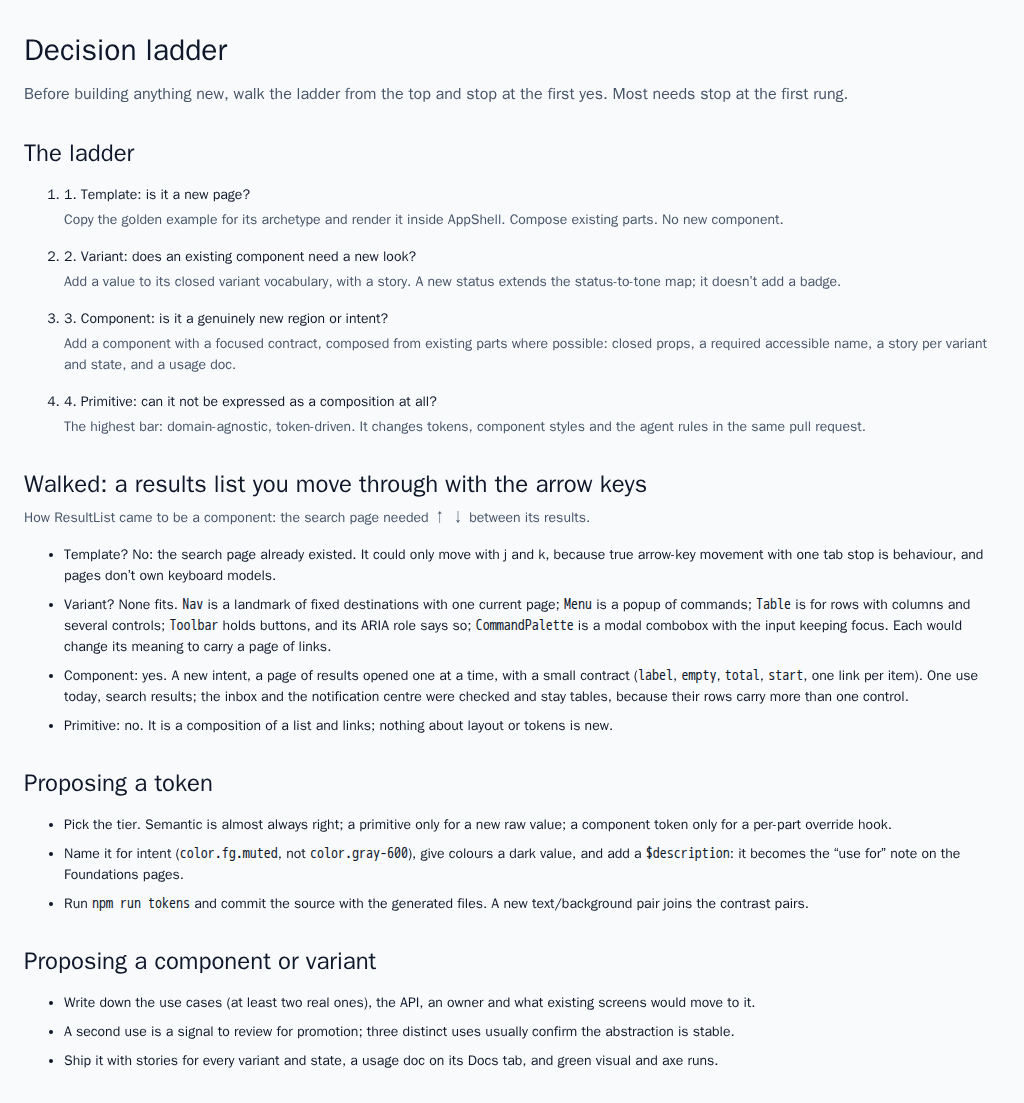 Decision ladder
Before building anything new, walk the ladder from the top and stop at the first yes. Most needs stop at the first rung.
The ladder
1. 1. Template: is it a new page?
Copy the golden example for its archetype and render it inside AppShell. Compose existing parts. No new component.
2. 2. Variant: does an existing component need a new look?
Add a value to its closed variant vocabulary, with a story. A new status extends the status-to-tone map; it doesn’t add a badge.
3. 3. Component: is it a genuinely new region or intent?
Add a component with a focused contract, composed from existing parts where possible: closed props, a required accessible name, a story per variant
and state, and a usage doc.
4. 4. Primitive: can it not be expressed as a composition at all?
The highest bar: domain-agnostic, token-driven. It changes tokens, component styles and the agent rules in the same pull request.
Walked: a results list you move through with the arrow keys
How ResultList came to be a component: the search page needed ↑ ↓ between its results.
• Template? No: the search page already existed. It could only move with j and k, because true arrow-key movement with one tab stop is behaviour, and
pages don’t own keyboard models.
• Variant? None fits. Nav is a landmark of fixed destinations with one current page; Menu is a popup of commands; Table is for rows with columns and
several controls; Toolbar holds buttons, and its ARIA role says so; CommandPalette is a modal combobox with the input keeping focus. Each would
change its meaning to carry a page of links.
• Component: yes. A new intent, a page of results opened one at a time, with a small contract (label, empty, total, start, one link per item). One use
today, search results; the inbox and the notification centre were checked and stay tables, because their rows carry more than one control.
• Primitive: no. It is a composition of a list and links; nothing about layout or tokens is new.
Proposing a token
• Pick the tier. Semantic is almost always right; a primitive only for a new raw value; a component token only for a per-part override hook.
• Name it for intent (color.fg.muted, not color.gray-600), give colours a dark value, and add a $description: it becomes the “use for” note on the
Foundations pages.
• Run npm run tokens and commit the source with the generated files. A new text/background pair joins the contrast pairs.
Proposing a component or variant
• Write down the use cases (at least two real ones), the API, an owner and what existing screens would move to it.
• A second use is a signal to review for promotion; three distinct uses usually confirm the abstraction is stable.
• Ship it with stories for every variant and state, a usage doc on its Docs tab, and green visual and axe runs.